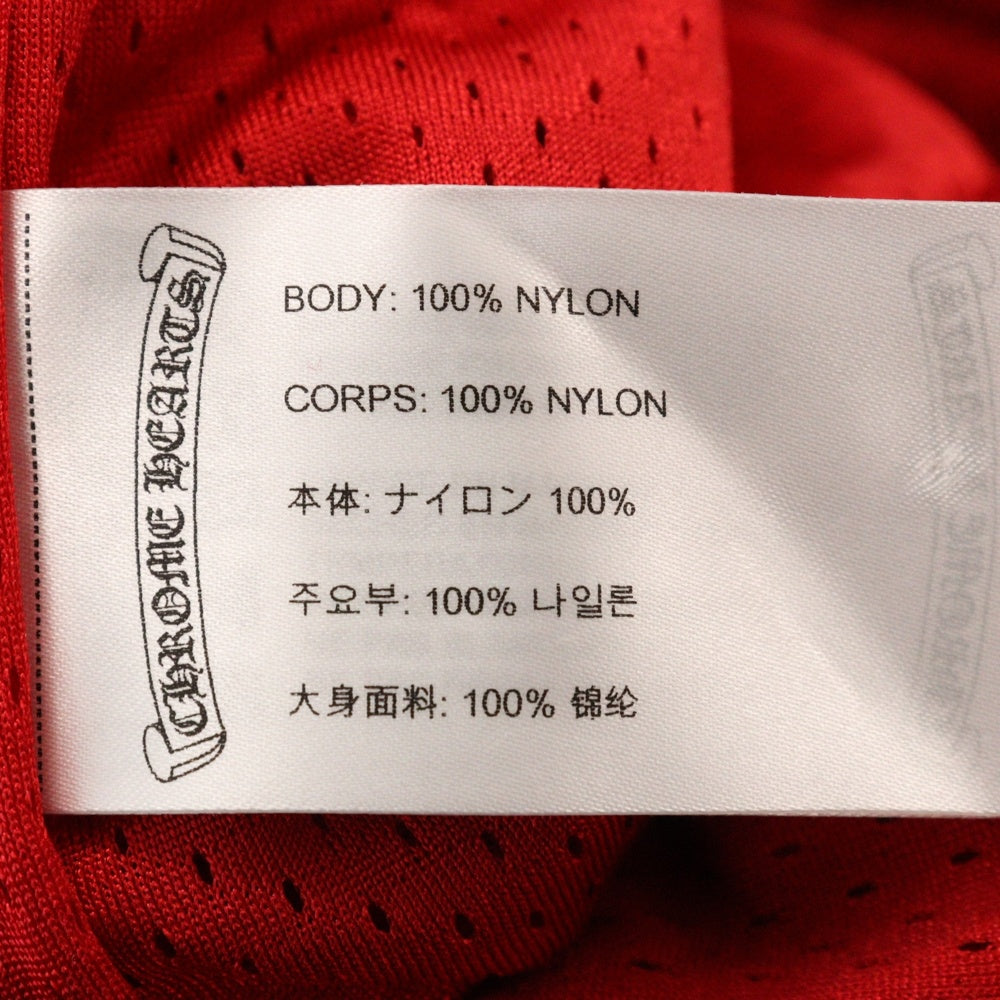 CHROME HEARTS
BODY: 100% NYLON
CORPS: 100% NYLON
本体: ナイロン 100%
주요부: 100% 나일론
大身面料: 100% 锦纶